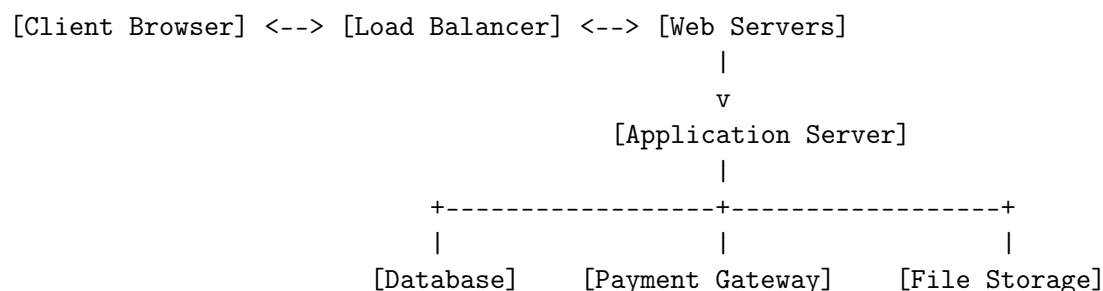 [Client Browser] <--> [Load Balancer] <--> [Web Servers]
|
v
[Application Server]
|
+------------------+------------------+
| | |
[Database] [Payment Gateway] [File Storage]